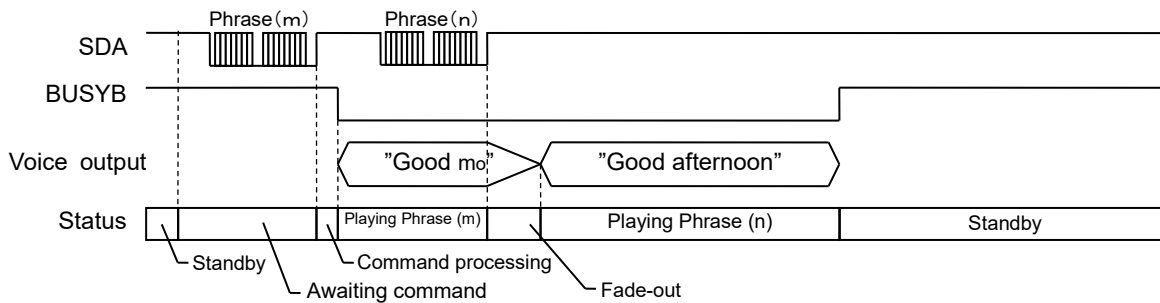 Phrase(m) Phrase(n)
SDA
BUSYB
Voice output ”Good mo” ”Good afternoon”
Status Playing Phrase (m) Playing Phrase (n) Standby
Standby Command processing
Awaiting command Fade-out